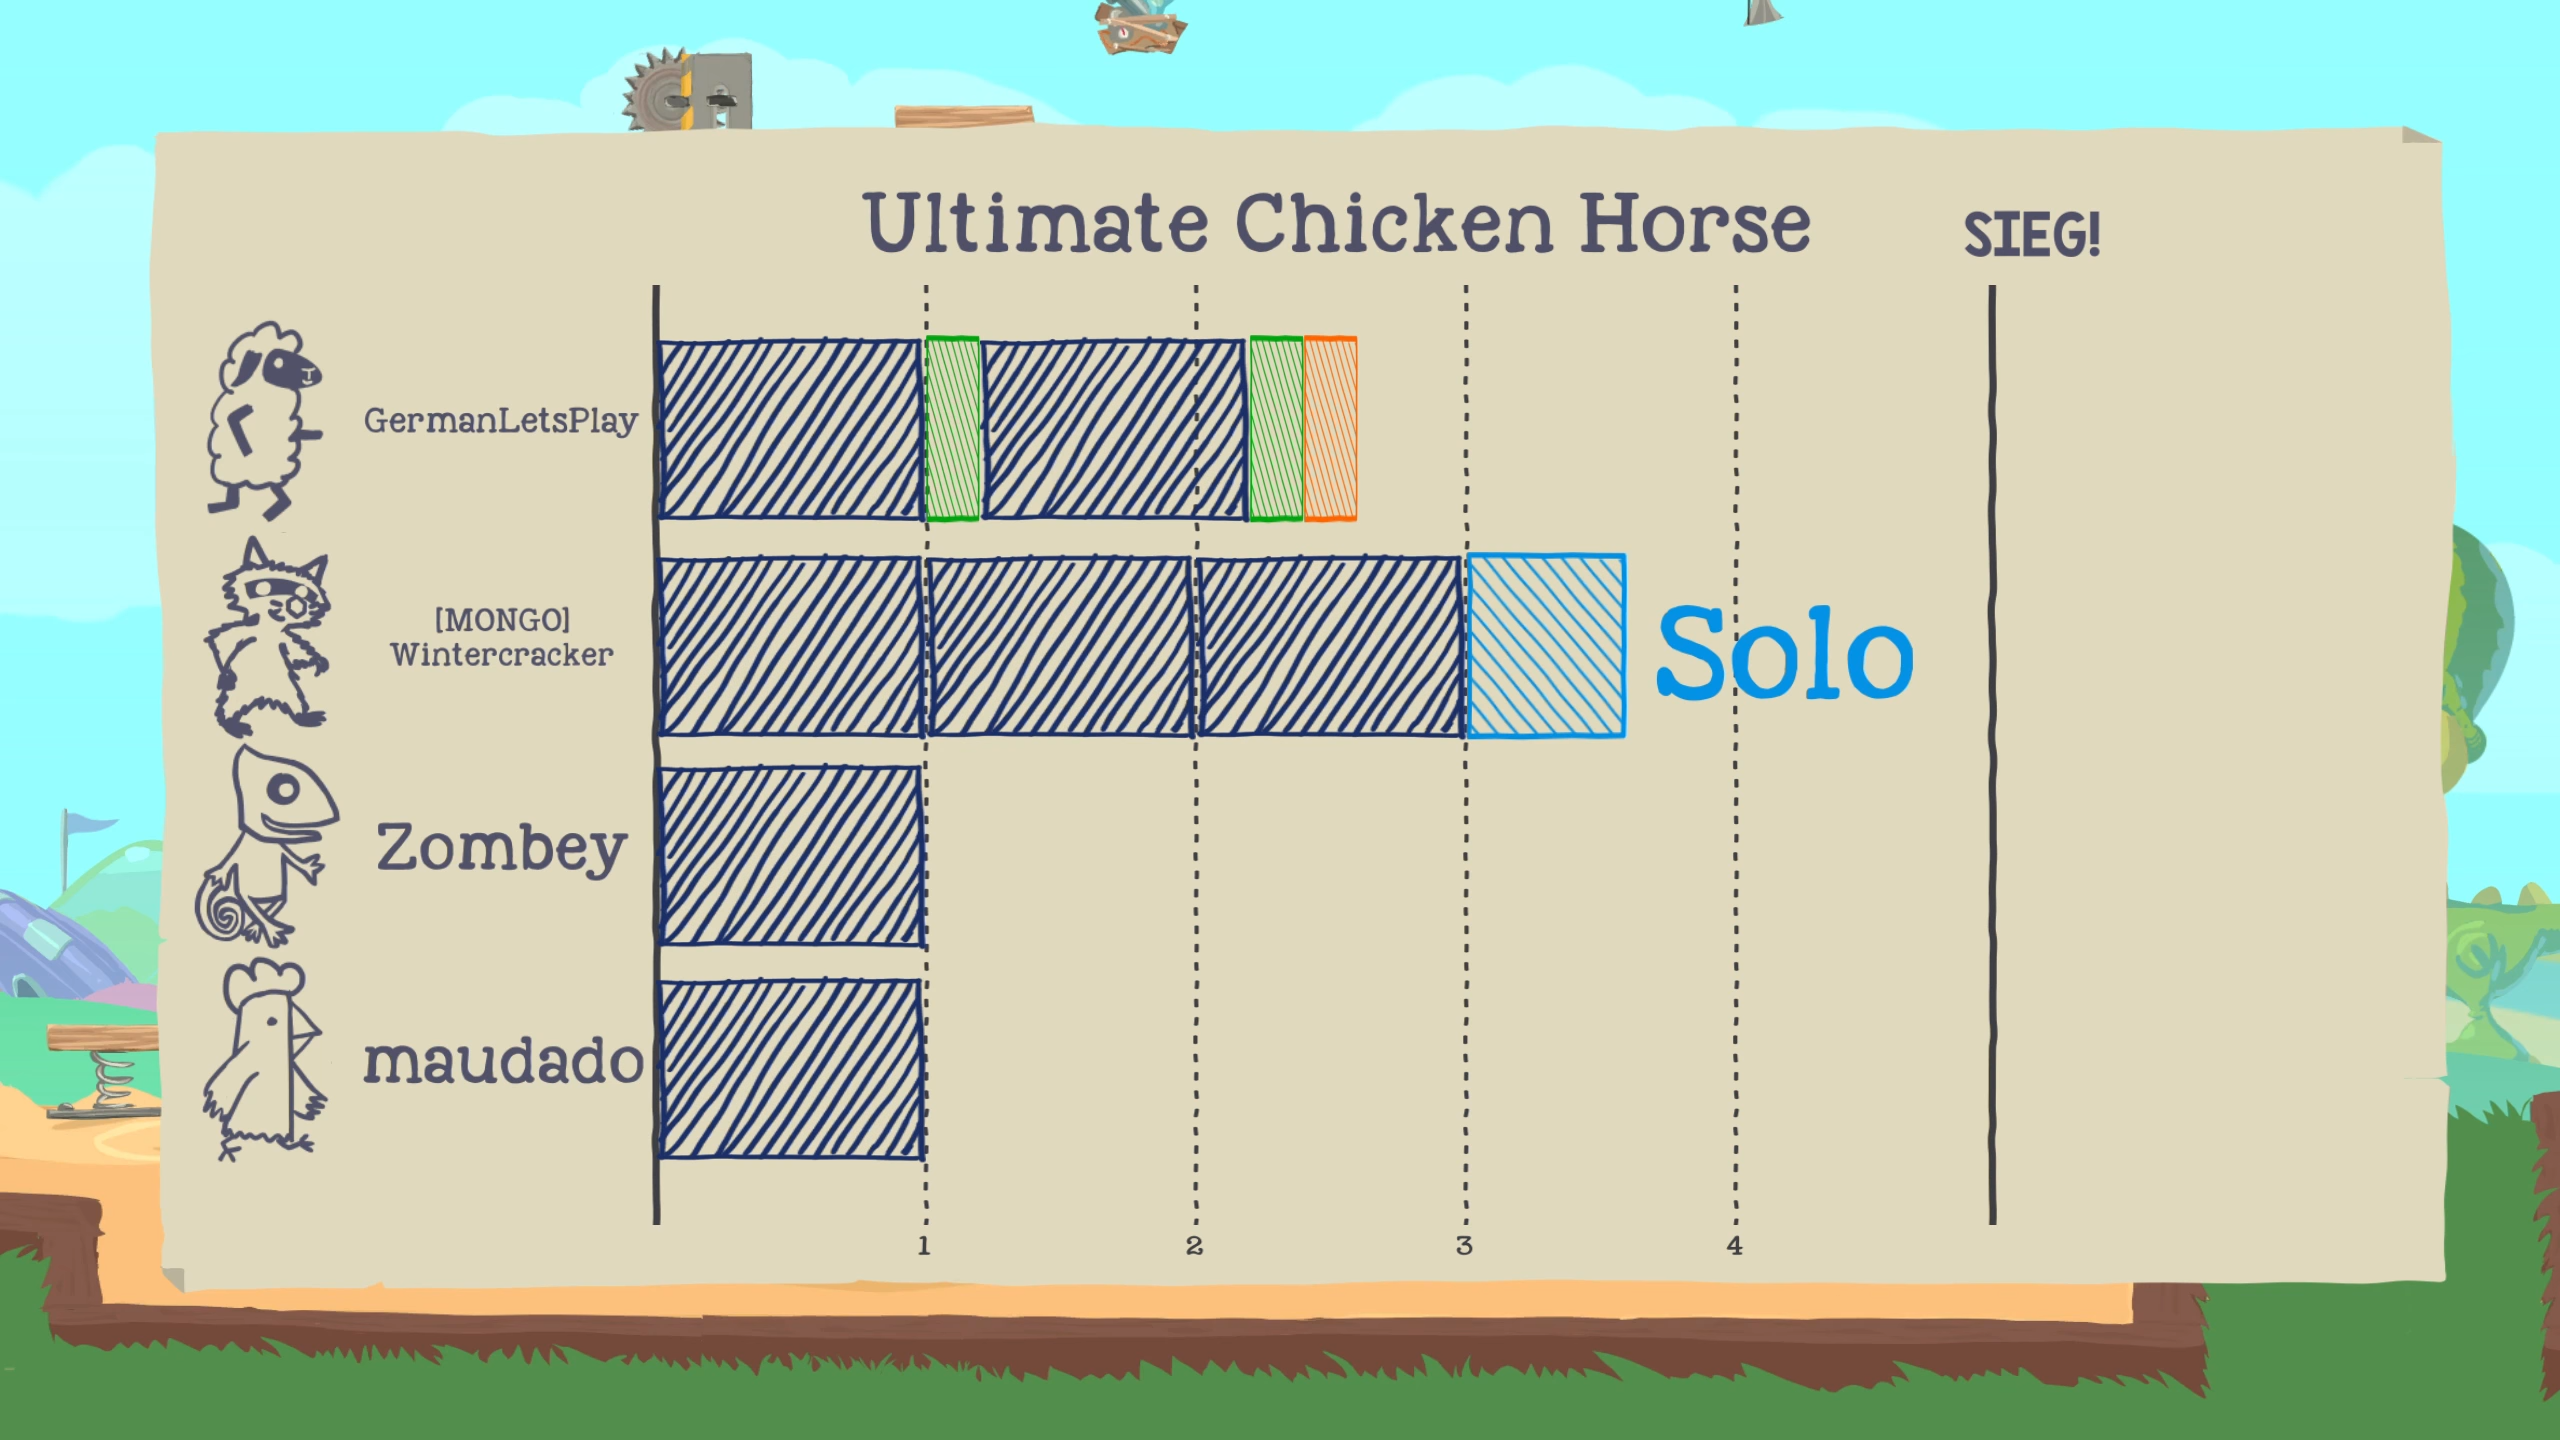 Ultimate Chicken Horse
SIEG!
GermanLetsPlay
[MONGO]
Wintercracker
Solo
Zombey
maudado
1
2
3
4